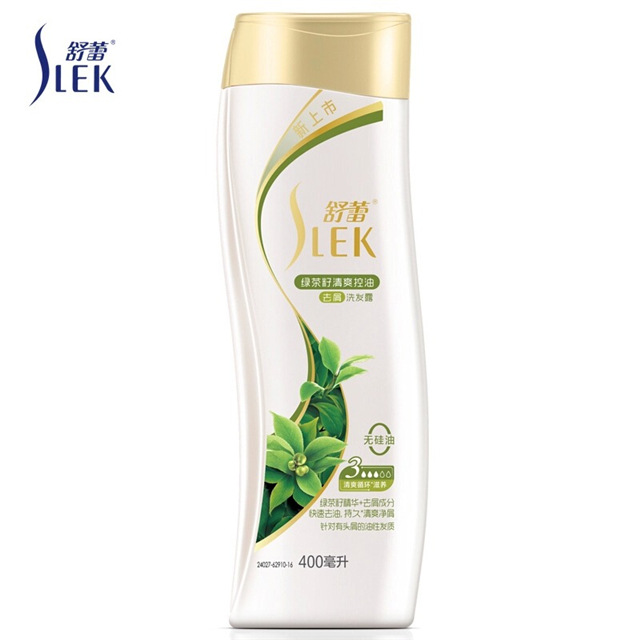 舒蕾®
SLEK
新上市
舒蕾®
SLEK
绿茶籽清爽控油
去屑洗发露
无硅油
3
清爽循环*滋养
绿茶籽精华+去屑成分
快速去油,持久*清爽净屑
针对有头屑的油性发质
24027-62910-16 400毫升